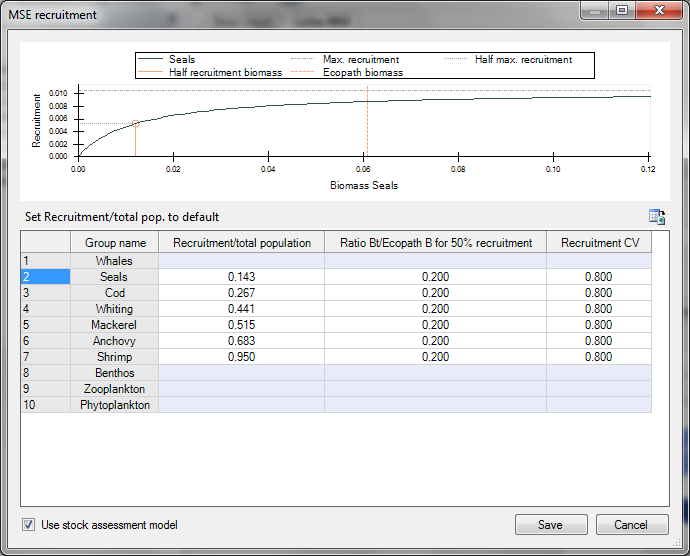 MSE recruitment
Seals Max. recruitment Half max. recruitment
Half recruitment biomass Ecopath biomass
Recruitment
0.010
0.008
0.006
0.004
0.002
0.000
0.00 0.02 0.04 0.06 0.08 0.10 0.12
Biomass Seals
Set Recruitment/total pop. to default
Group name Recruitment/total population Ratio Bt/Ecopath B for 50% recruitment Recruitment CV
1 Whales
2 Seals 0.143 0.200 0.800
3 Cod 0.267 0.200 0.800
4 Whiting 0.441 0.200 0.800
5 Mackerel 0.515 0.200 0.800
6 Anchovy 0.683 0.200 0.800
7 Shrimp 0.950 0.200 0.800
8 Benthos
9 Zooplankton
10 Phytoplankton
Use stock assessment model Save Cancel